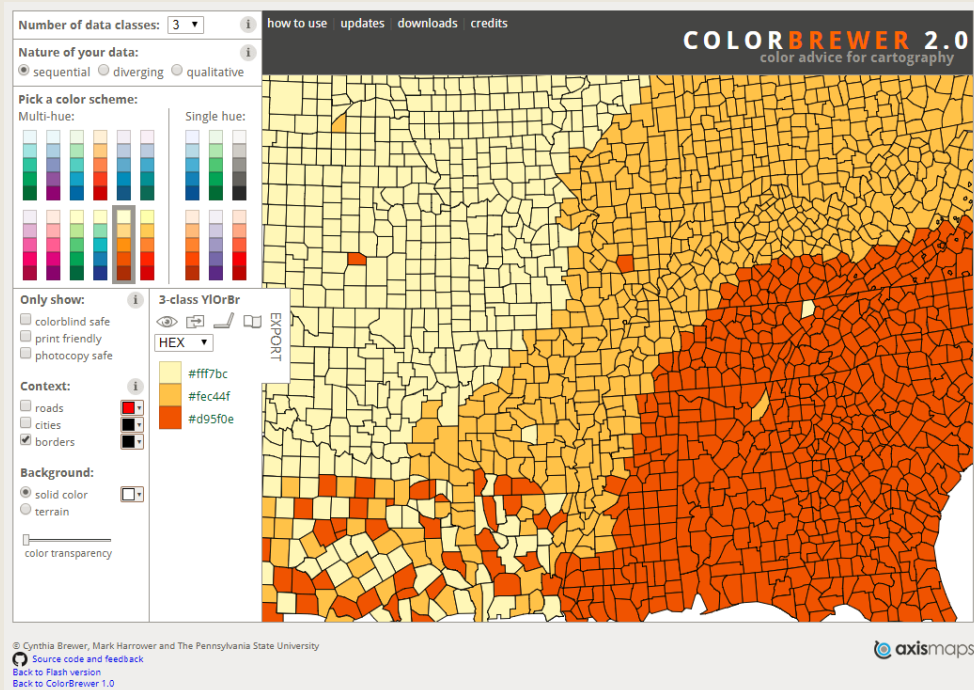 Number of data classes: 3
how to use | updates | downloads | credits
COLORBREWER 2.0
color advice for cartography
Nature of your data:
sequential diverging qualitative
Pick a color scheme:
Multi-hue: Single hue:
Only show:
colorblind safe
print friendly
photocopy safe
Context:
roads
cities
borders
Background:
solid color
terrain
color transparency
3-class YlOrBr
EXPORT
HEX
#fff7bc
#fec44f
#d95f0e
© Cynthia Brewer, Mark Harrower and The Pennsylvania State University
Source code and feedback
Back to Flash version
Back to ColorBrewer 1.0
axismaps